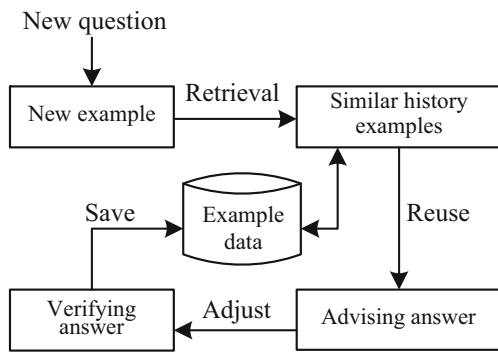 New question
New example
Retrieval
Similar history
examples
Save
Example
data
Reuse
Verifying
answer
Adjust
Advising answer